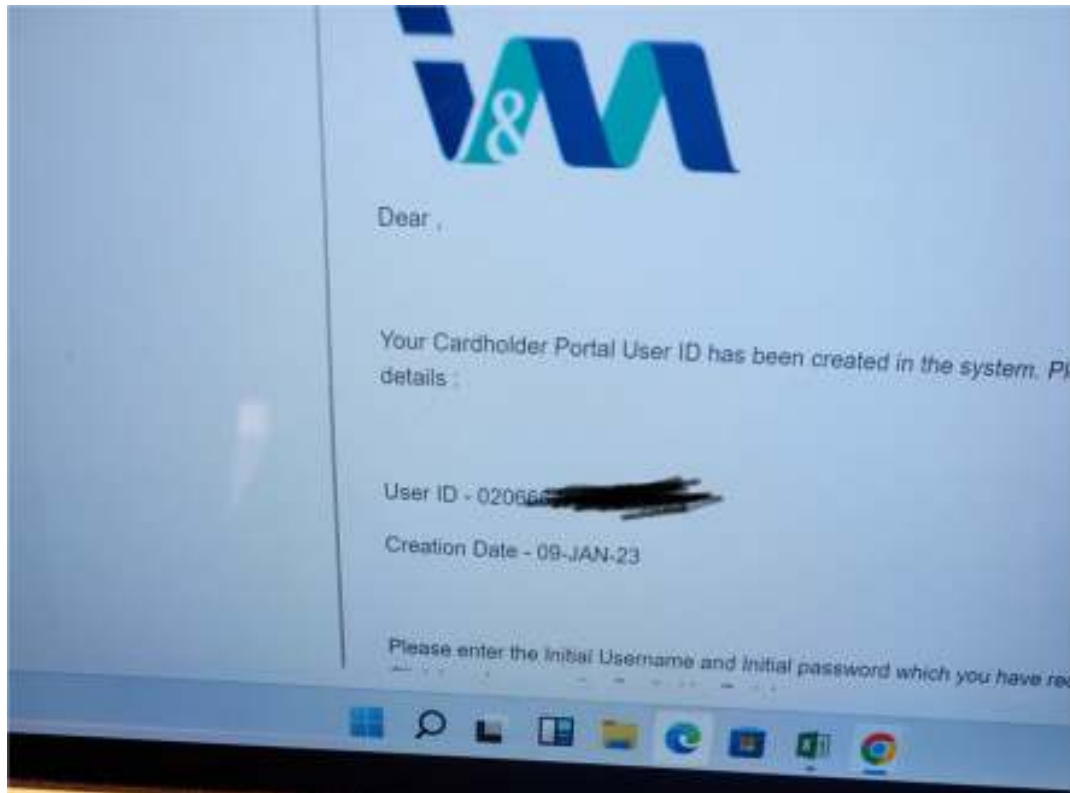 i&m
Dear ,
Your Cardholder Portal User ID has been created in the system.
details :
User ID - 02066
Creation Date - 09-JAN-23
Please enter the Initial Username and Initial password which you have